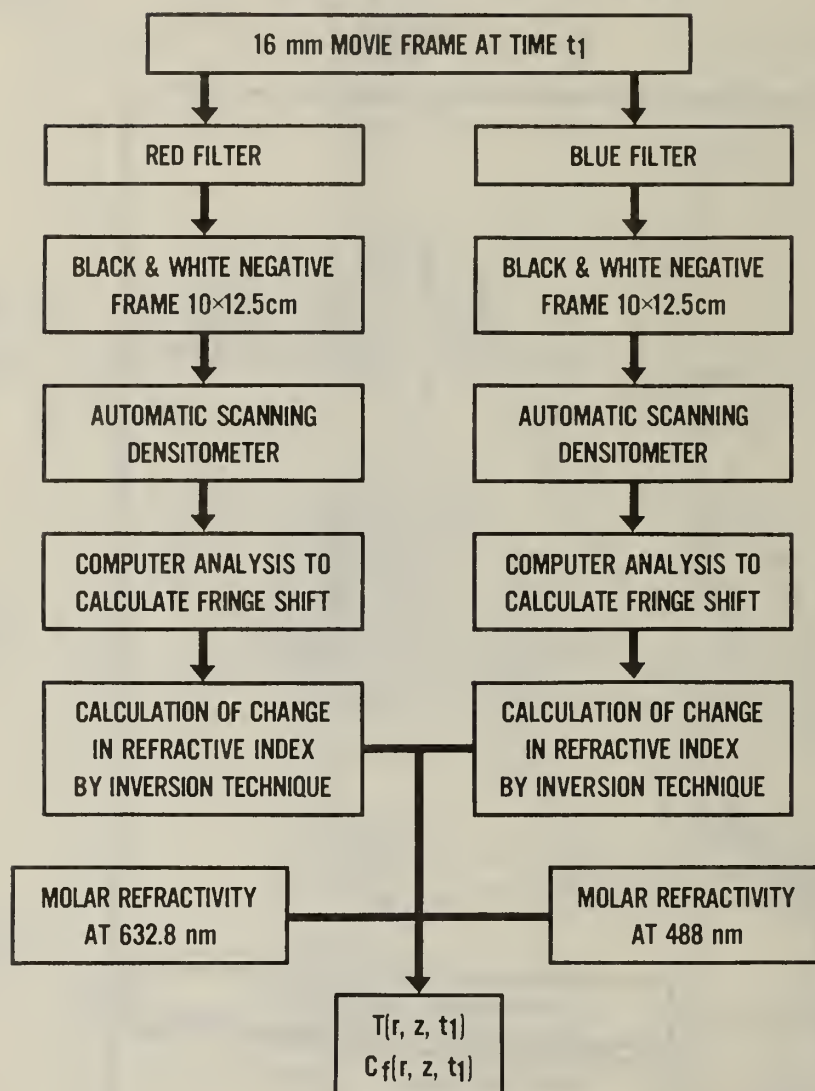 16 mm MOVIE FRAME AT TIME t1
RED FILTER
BLUE FILTER
BLACK & WHITE NEGATIVE
FRAME 10×12.5cm
BLACK & WHITE NEGATIVE
FRAME 10×12.5cm
AUTOMATIC SCANNING
DENSITOMETER
AUTOMATIC SCANNING
DENSITOMETER
COMPUTER ANALYSIS TO
CALCULATE FRINGE SHIFT
COMPUTER ANALYSIS TO
CALCULATE FRINGE SHIFT
CALCULATION OF CHANGE
IN REFRACTIVE INDEX
BY INVERSION TECHNIQUE
CALCULATION OF CHANGE
IN REFRACTIVE INDEX
BY INVERSION TECHNIQUE
MOLAR REFRACTIVITY
AT 632.8 nm
MOLAR REFRACTIVITY
AT 488 nm
T(r, z, t1)
Cf(r, z, t1)